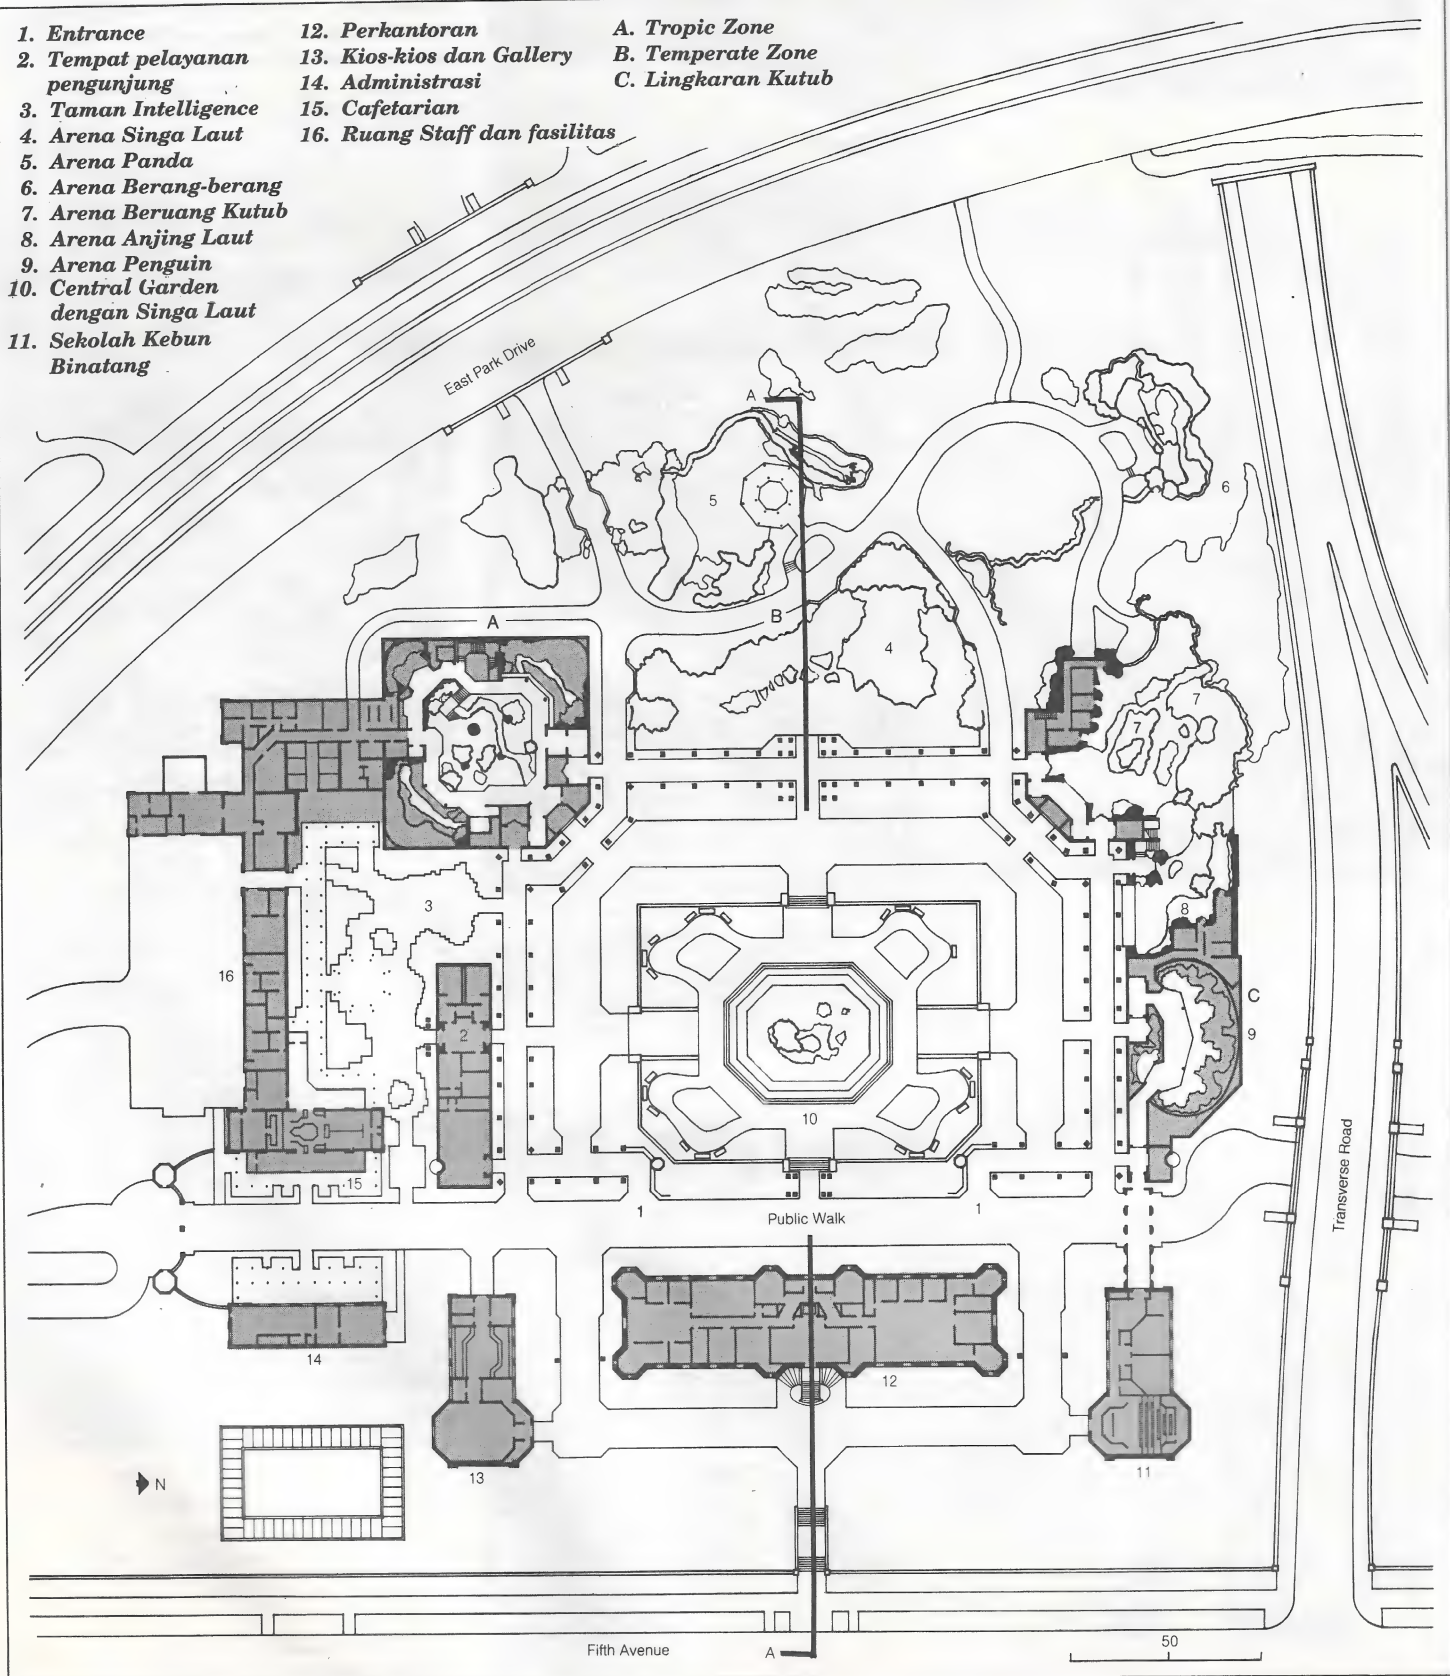 1. Entrance
2. Tempat pelayanan
pengunjung
3. Taman Intelligence
4. Arena Singa Laut
5. Arena Panda
6. Arena Berang-berang
7. Arena Beruang Kutub
8. Arena Anjing Laut
9. Arena Penguin
10. Central Garden
dengan Singa Laut
11. Sekolah Kebun
Binatang
12. Perkantoran
13. Kios-kios dan Gallery
14. Administrasi
15. Cafetarian
16. Ruang Staff dan fasilitas
A. Tropic Zone
B. Temperate Zone
C. Lingkaran Kutub
East Park Drive
A
5
6
B
A
4
7
3
8
16
C
2
9
10
15
1
1
Public Walk
Transverse Road
14
12
13
11
N
Fifth Avenue
A
50